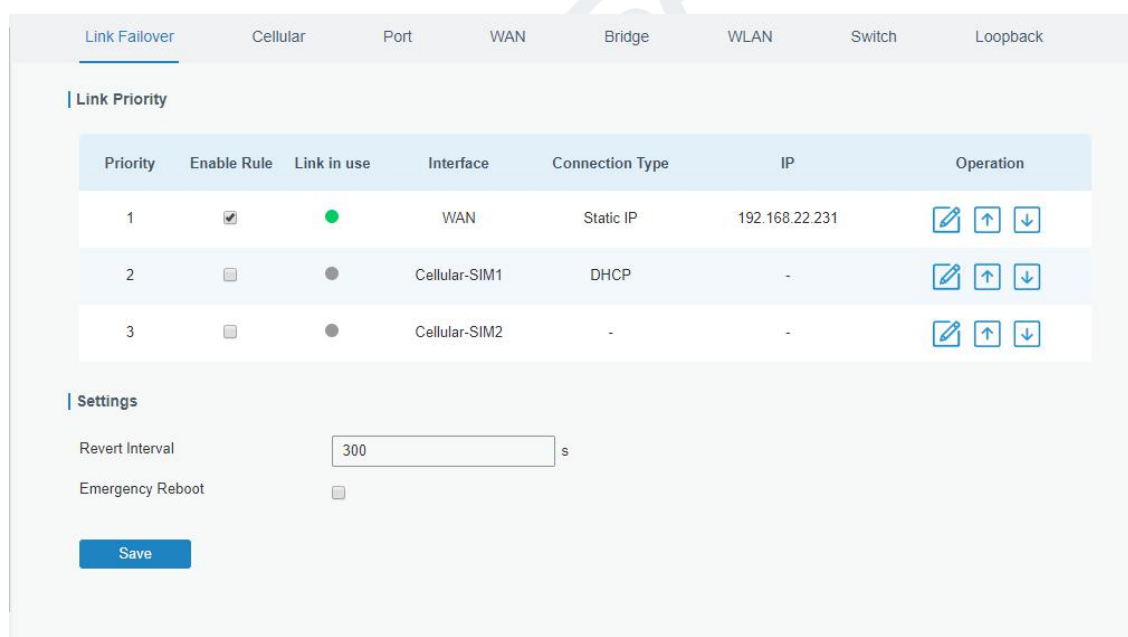 Link Failover Cellular Port WAN Bridge WLAN Switch Loopback
Link Priority
Priority Enable Rule Link in use Interface Connection Type IP Operation
1 WAN Static IP 192.168.22.231
2 Cellular-SIM1 DHCP -
3 Cellular-SIM2 - -
Settings
Revert Interval 300 s
Emergency Reboot
Save